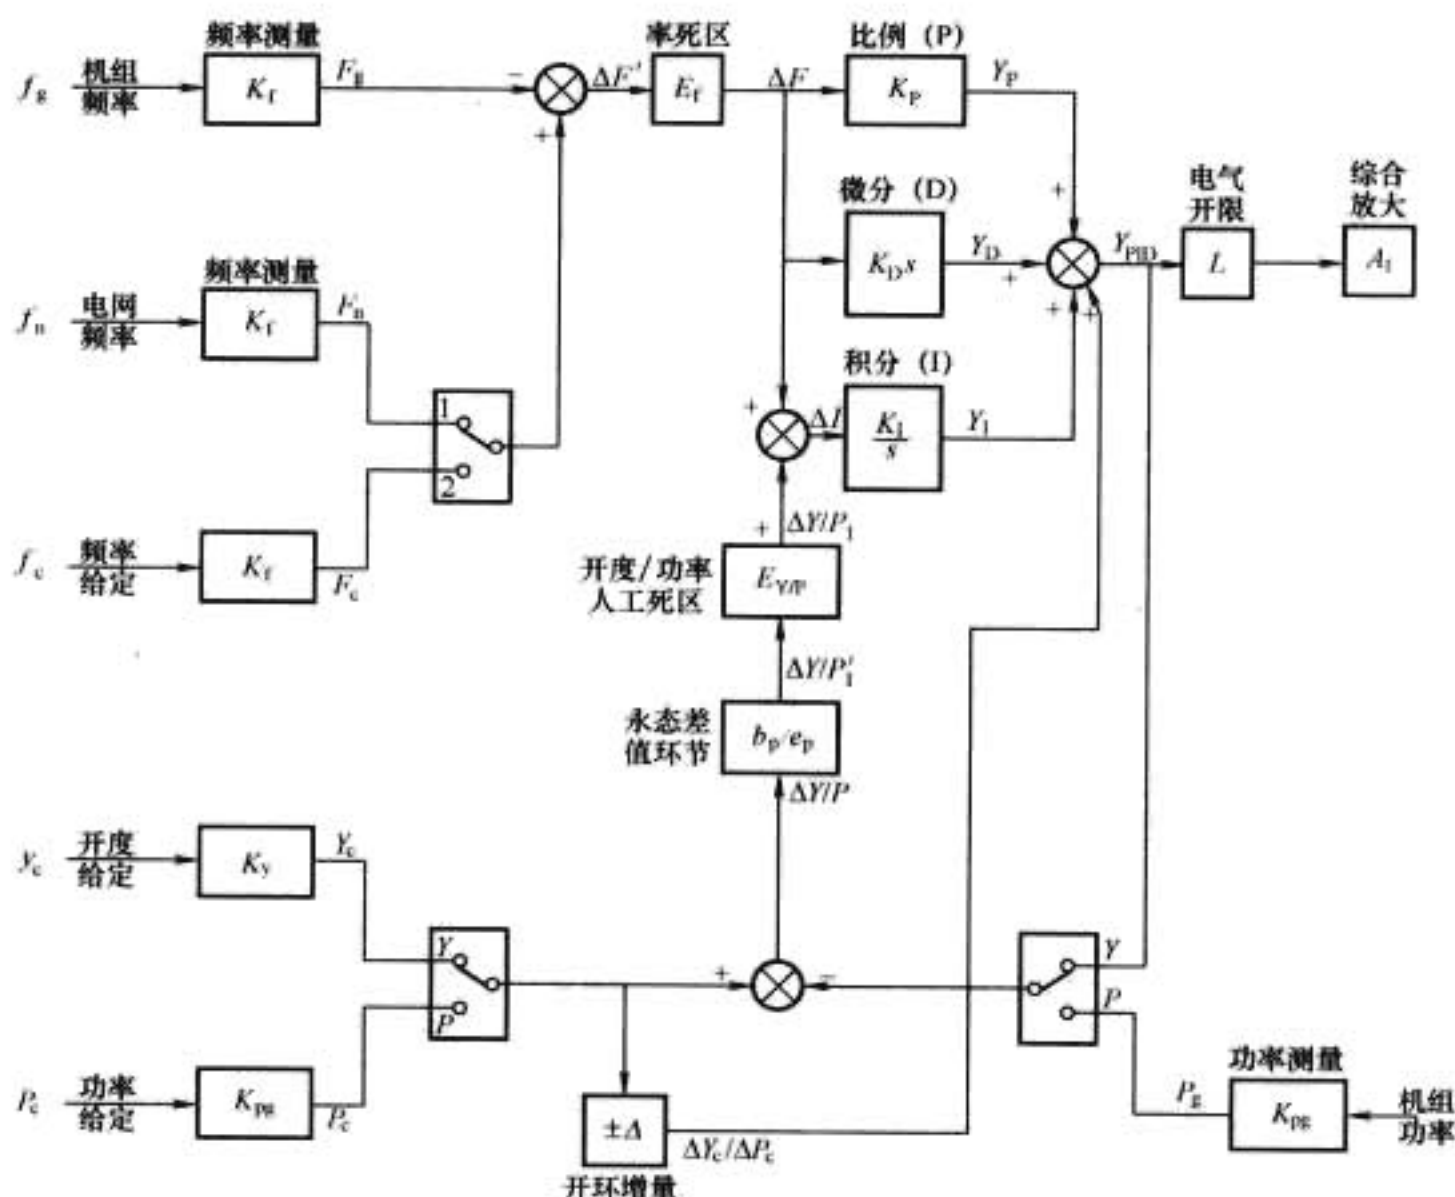 频率测量
率死区
比例 (P)
f_g
机组
频率
K_f
F_g
−
ΔF'
E_f
ΔF
K_P
Y_P
+
+
微分 (D)
电气
开限
综合
放大
频率测量
K_D s
Y_D
+
Y_PID
L
A_1
f_n
电网
频率
K_f
F_n
+
+
积分 (I)
1
2
+
ΔI
K_I/s
Y_I
f_c
频率
给定
K_f
F_c
+
ΔY/P_I
开度/功率
人工死区
E_Y/P
ΔY/P'_I
永态差
值环节
b_p/e_p
ΔY/P
y_c
开度
给定
K_y
Y_c
Y
P
+
−
Y
P
P_c
功率
给定
K_pg
P_c
±Δ
ΔY_c/ΔP_c
开环增量
功率测量
P_g
K_pg
机组
功率